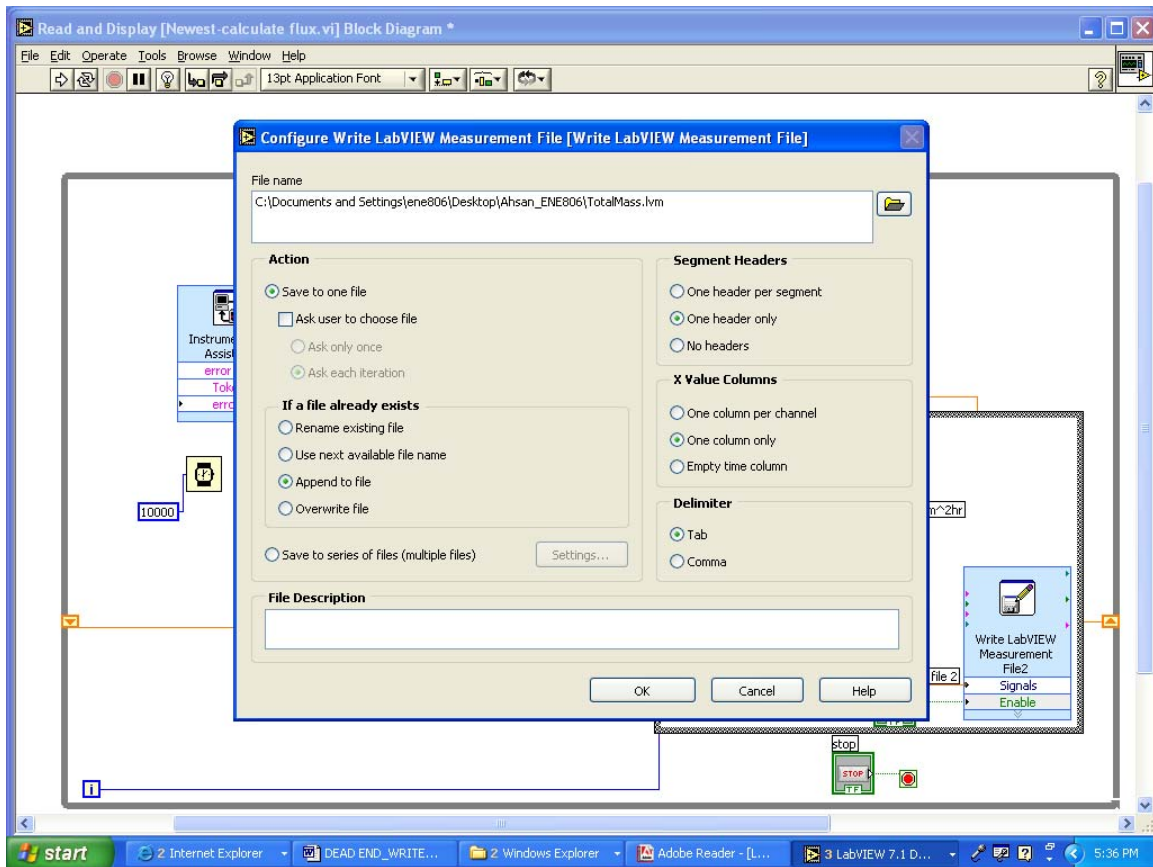 Read and Display [Newest-calculate flux.vi] Block Diagram *
File Edit Operate Tools Browse Window Help
13pt Application Font
Configure Write LabVIEW Measurement File [Write LabVIEW Measurement File]
File name
C:\Documents and Settings\ene806\Desktop\Ahsan_ENE806\TotalMass.lvm
Action
Save to one file
Ask user to choose file
Ask only once
Ask each iteration
If a file already exists
Rename existing file
Use next available file name
Append to file
Overwrite file
Save to series of files (multiple files)
Settings...
Segment Headers
One header per segment
One header only
No headers
X Value Columns
One column per channel
One column only
Empty time column
Delimiter
Tab
Comma
File Description
OK Cancel Help
Instrume
Assis
error
Tok
erro
10000
m^2hr
Write LabVIEW
Measurement
File2
Signals
Enable
file 2
stop
STOP
TF
i
start
2 Internet Explorer
DEAD END_WRITE...
2 Windows Explorer
Adobe Reader - [L...
3 LabVIEW 7.1 D...
5:36 PM